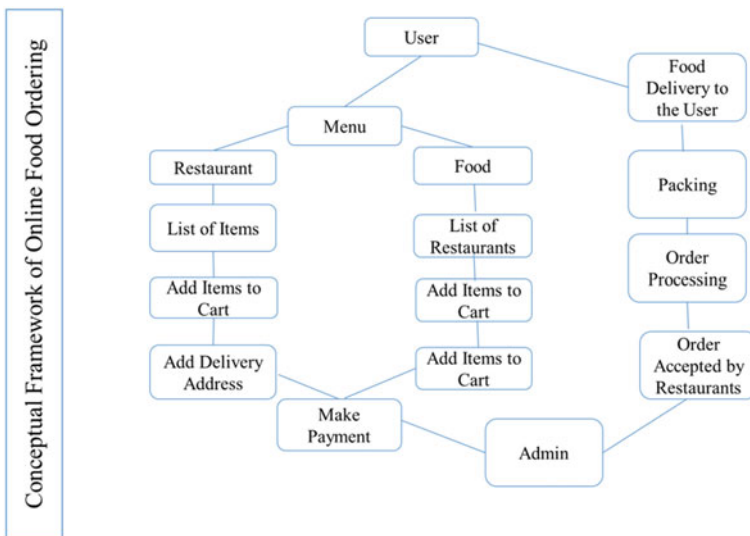 Conceptual Framework of Online Food Ordering
User
Food
Delivery to
the User
Menu
Restaurant
Food
Packing
List of Items
List of
Restaurants
Order
Processing
Add Items to
Cart
Add Items to
Cart
Add Delivery
Address
Add Items to
Cart
Order
Accepted by
Restaurants
Make
Payment
Admin